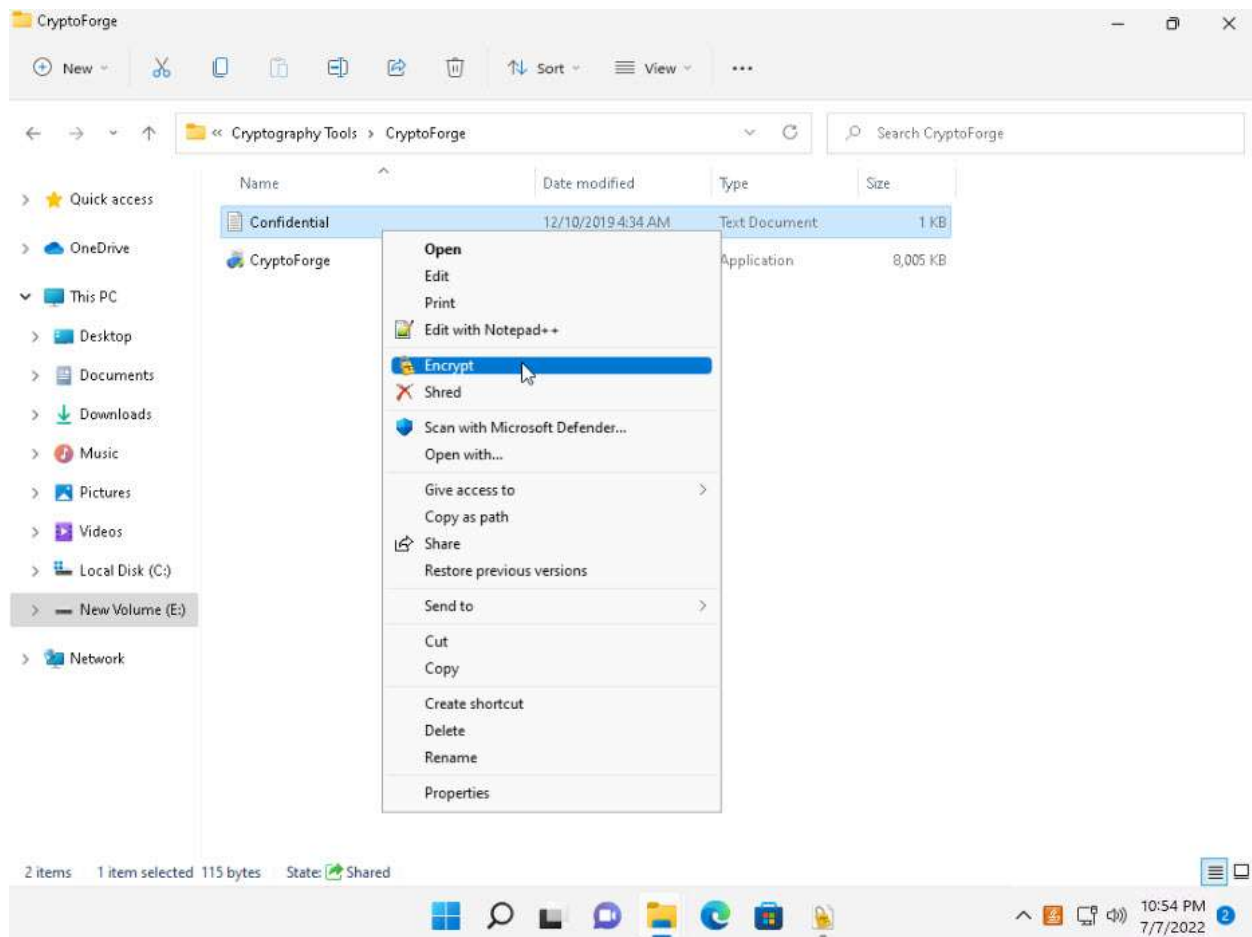 CryptoForge
New
Sort
View
« Cryptography Tools > CryptoForge
Search CryptoForge
Name Date modified Type Size
Quick access
OneDrive
This PC
Desktop
Documents
Downloads
Music
Pictures
Videos
Local Disk (C:)
New Volume (E:)
Network
Confidential 12/10/2019 4:34 AM Text Document 1 KB
CryptoForge Application 8,005 KB
Open
Edit
Print
Edit with Notepad++
Encrypt
Shred
Scan with Microsoft Defender...
Open with...
Give access to
Copy as path
Share
Restore previous versions
Send to
Cut
Copy
Create shortcut
Delete
Rename
Properties
2 items 1 item selected 115 bytes State: Shared
10:54 PM
7/7/2022
2